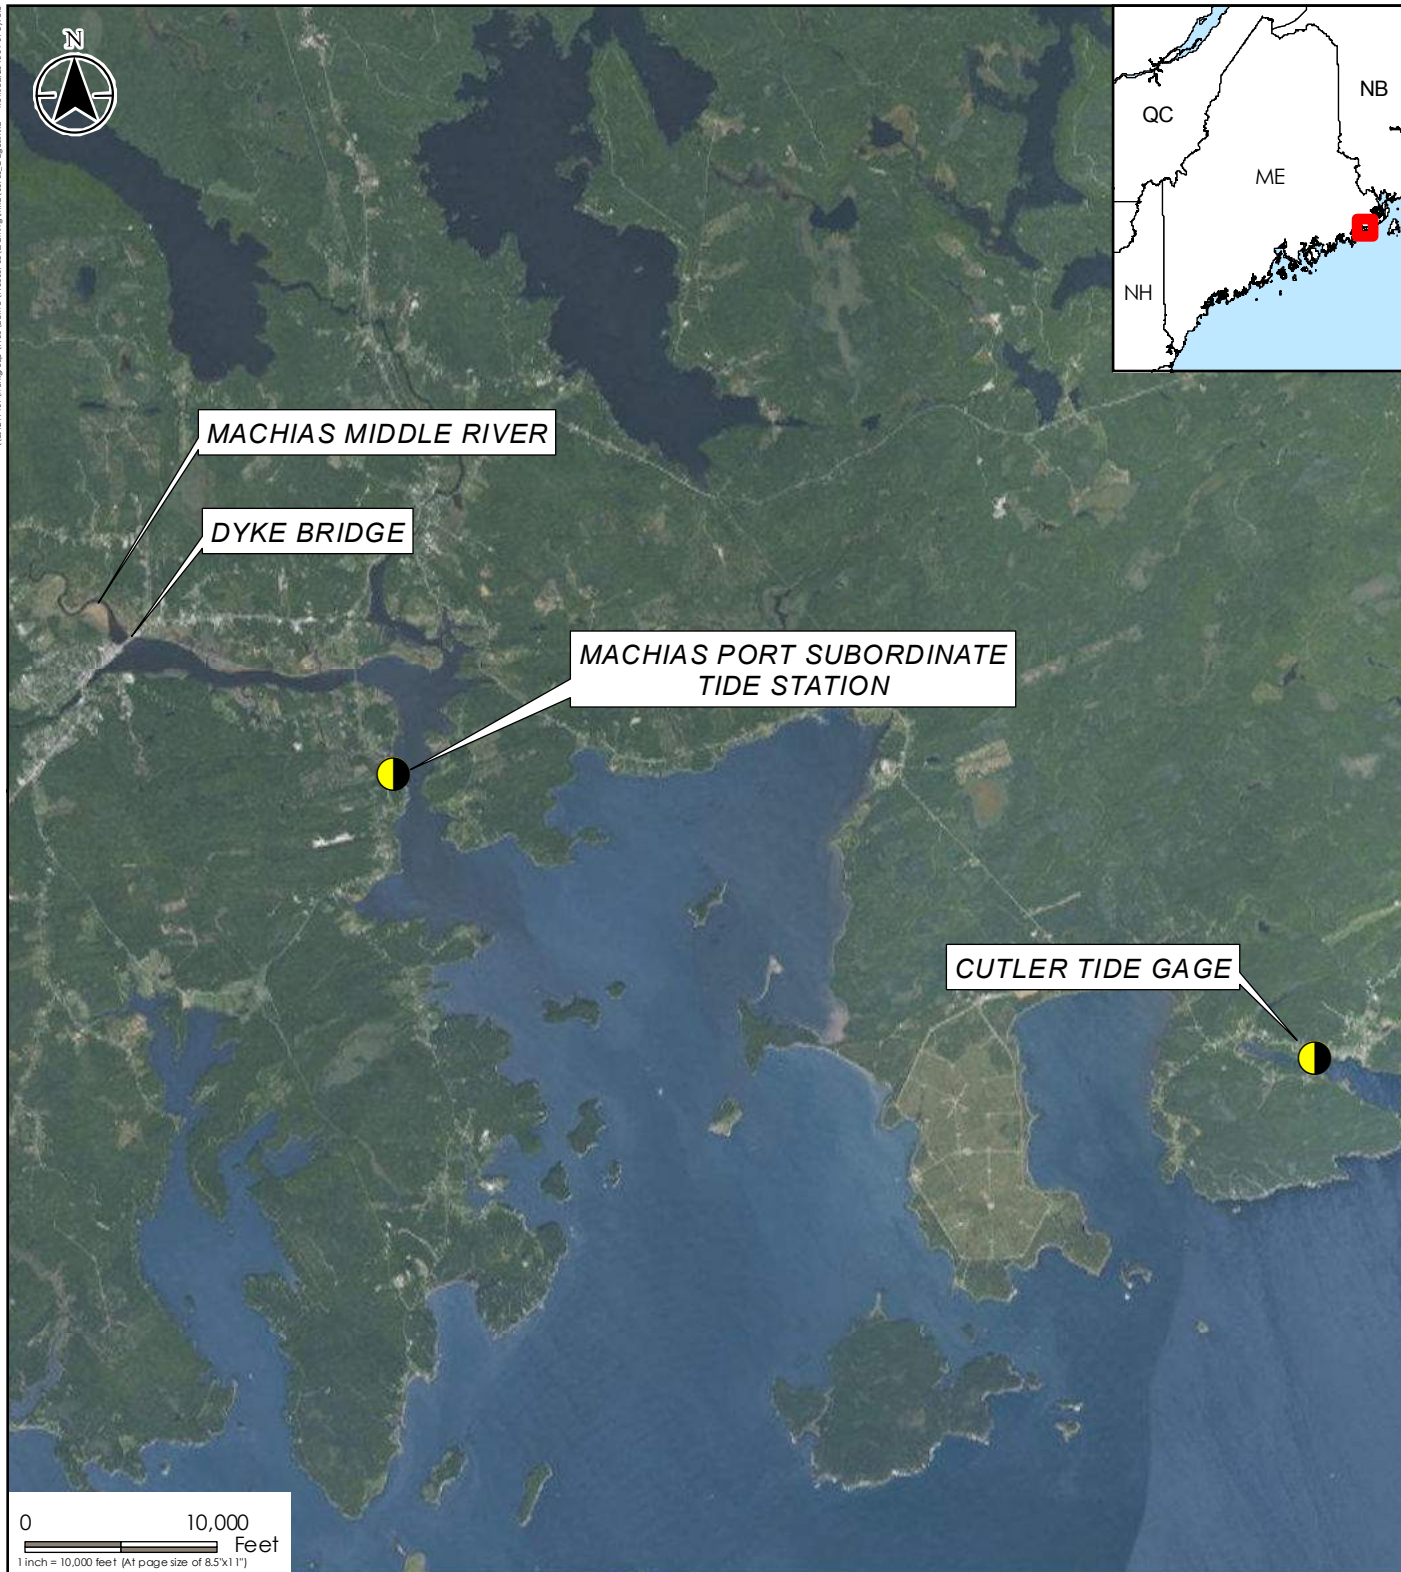 N
QC
NB
ME
NH
MACHIAS MIDDLE RIVER
DYKE BRIDGE
MACHIAS PORT SUBORDINATE
TIDE STATION
CUTLER TIDE GAGE
0 10,000
Feet
1 inch = 10,000 feet (At page size of 8.5"x11")